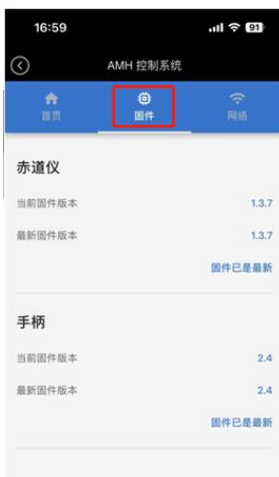 16:59
91
AMH 控制系统
首页
固件
网络
赤道仪
当前固件版本 1.3.7
最新固件版本 1.3.7
固件已是最新
手柄
当前固件版本 2.4
最新固件版本 2.4
固件已是最新